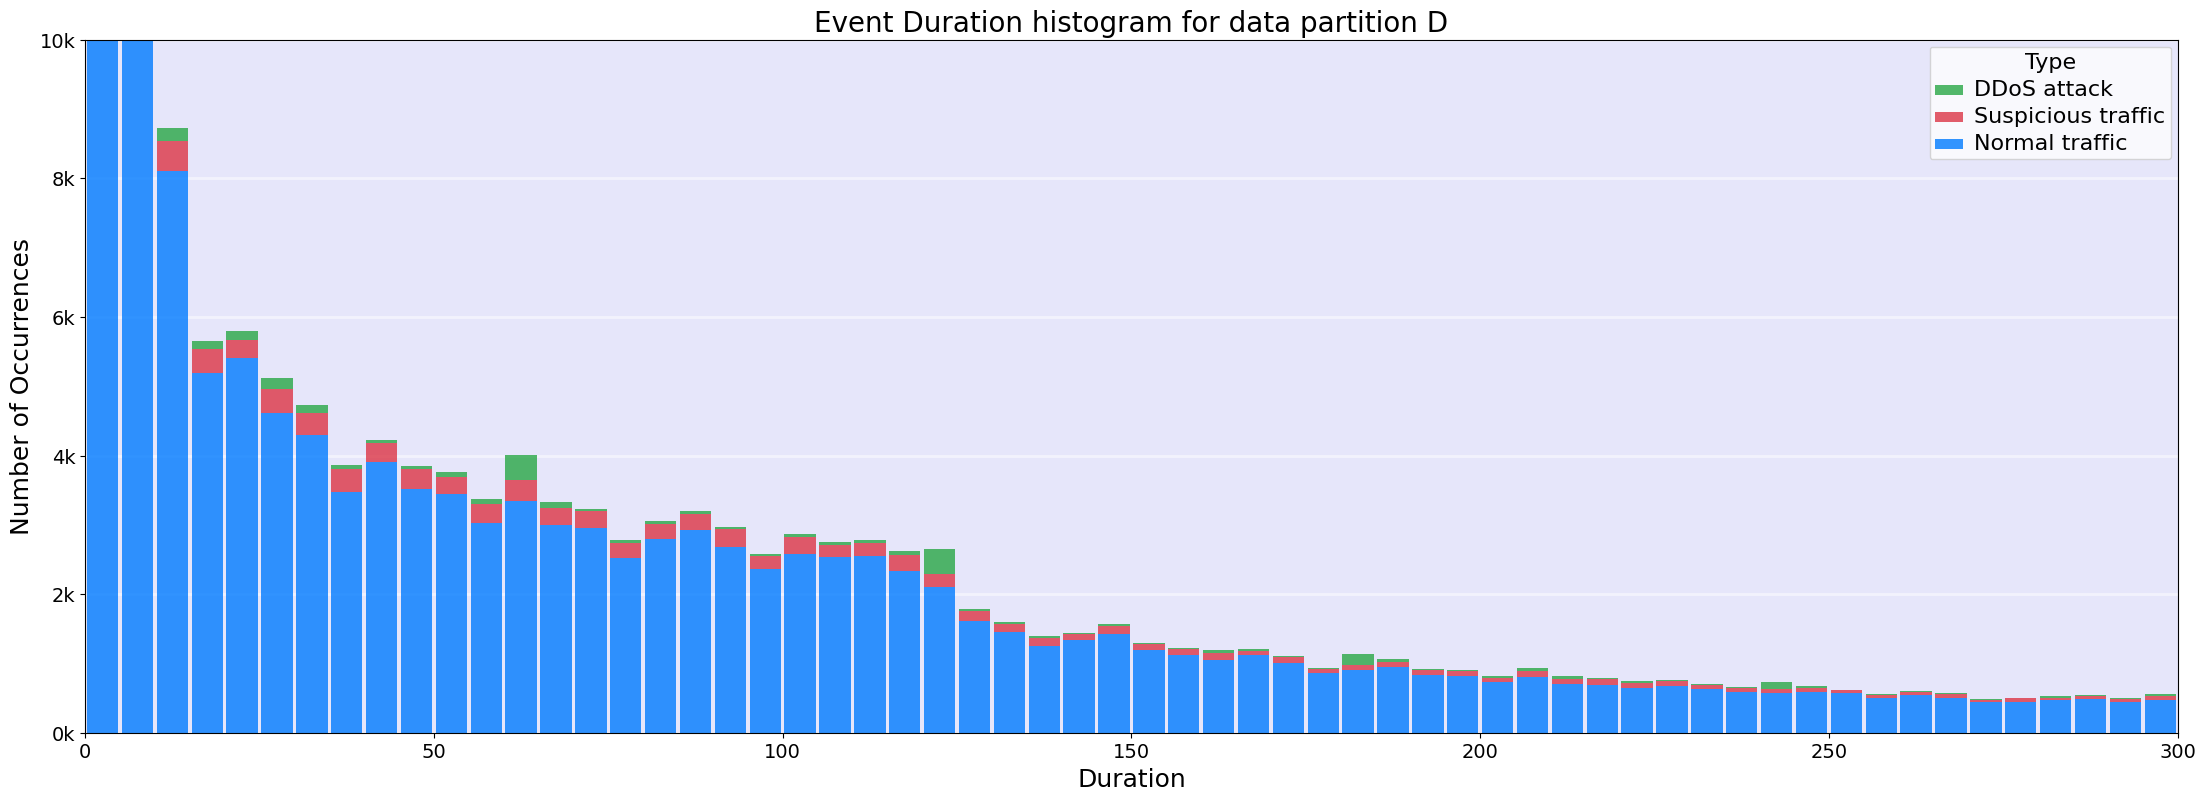 Event Duration histogram for data partition D
10k
8k
6k
4k
2k
0k
Number of Occurrences
Type
DDoS attack
Suspicious traffic
Normal traffic
0 50 100 150 200 250 300
Duration